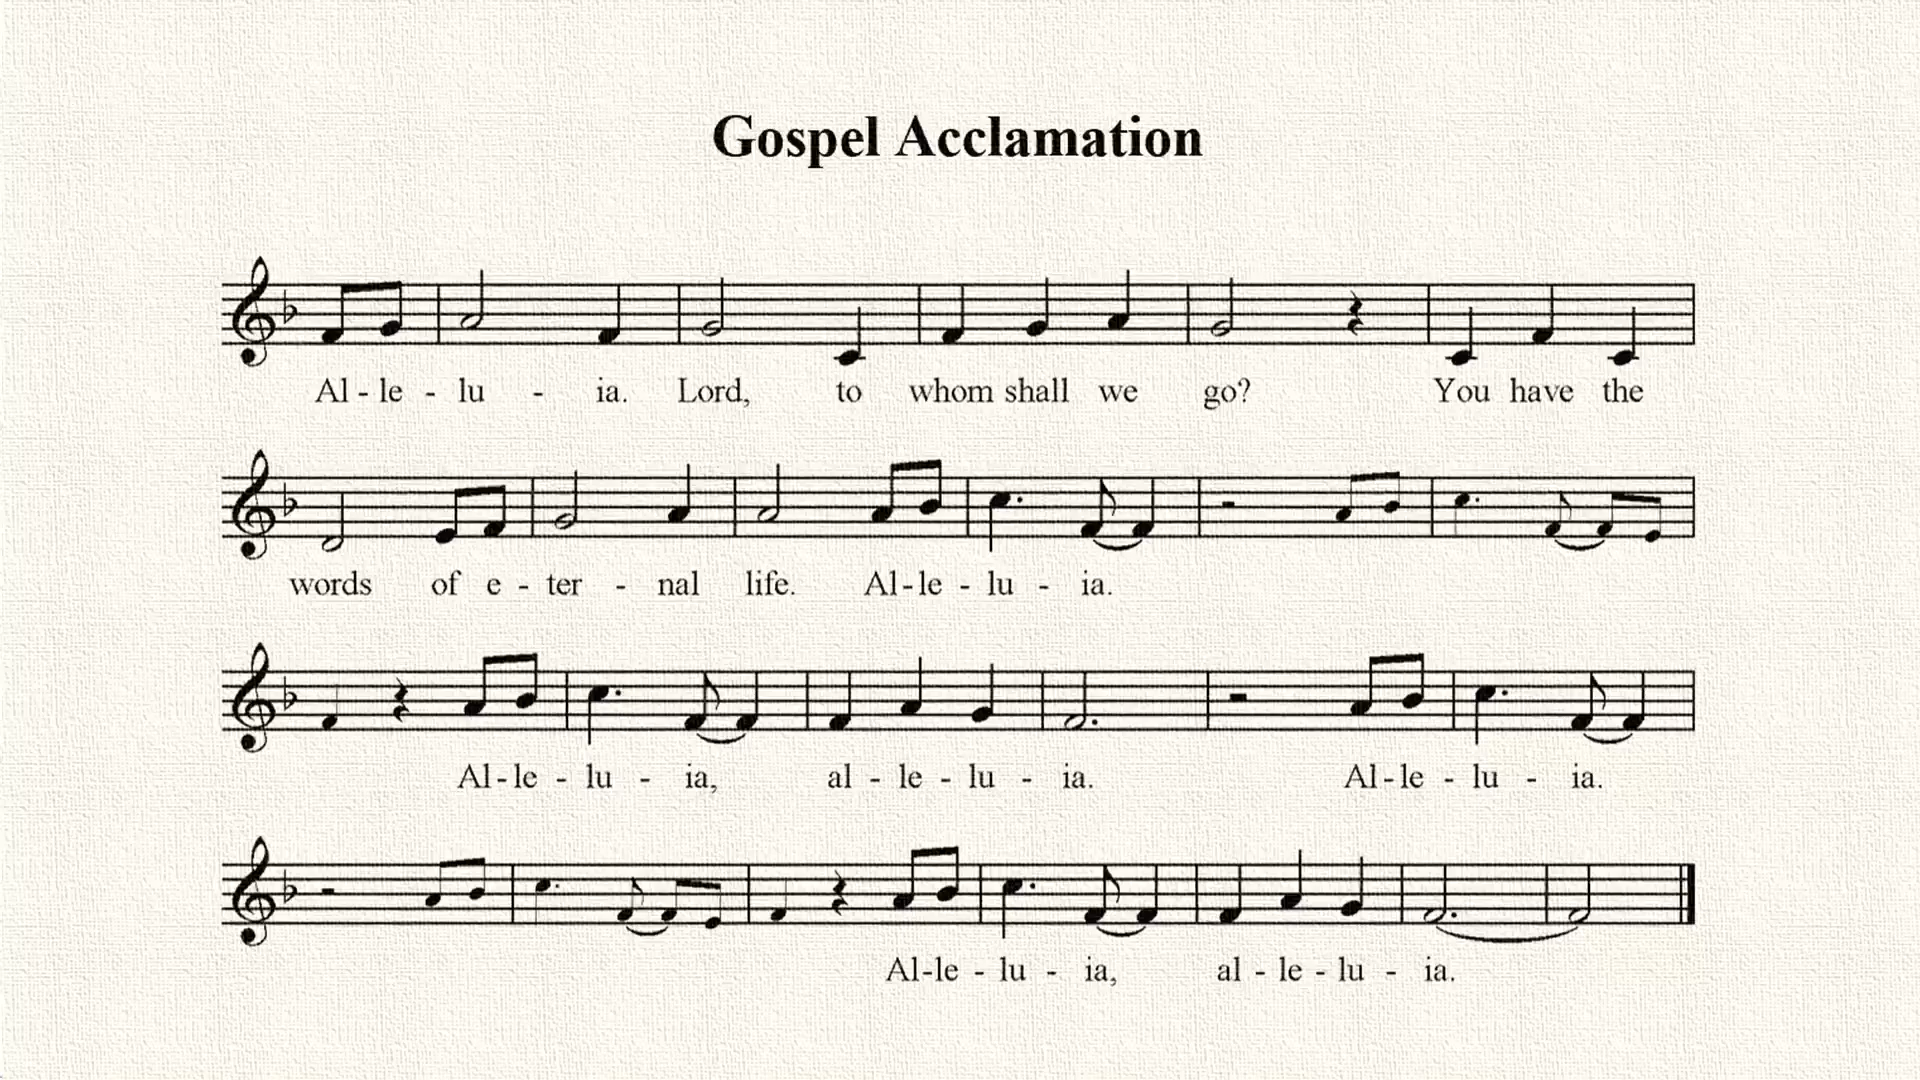 Gospel Acclamation
Al - le - lu - ia. Lord, to whom shall we go? You have the
words of e - ter - nal life. Al - le - lu - ia.
Al - le - lu - ia, al - le - lu - ia. Al - le - lu - ia.
Al - le - lu - ia, al - le - lu - ia.